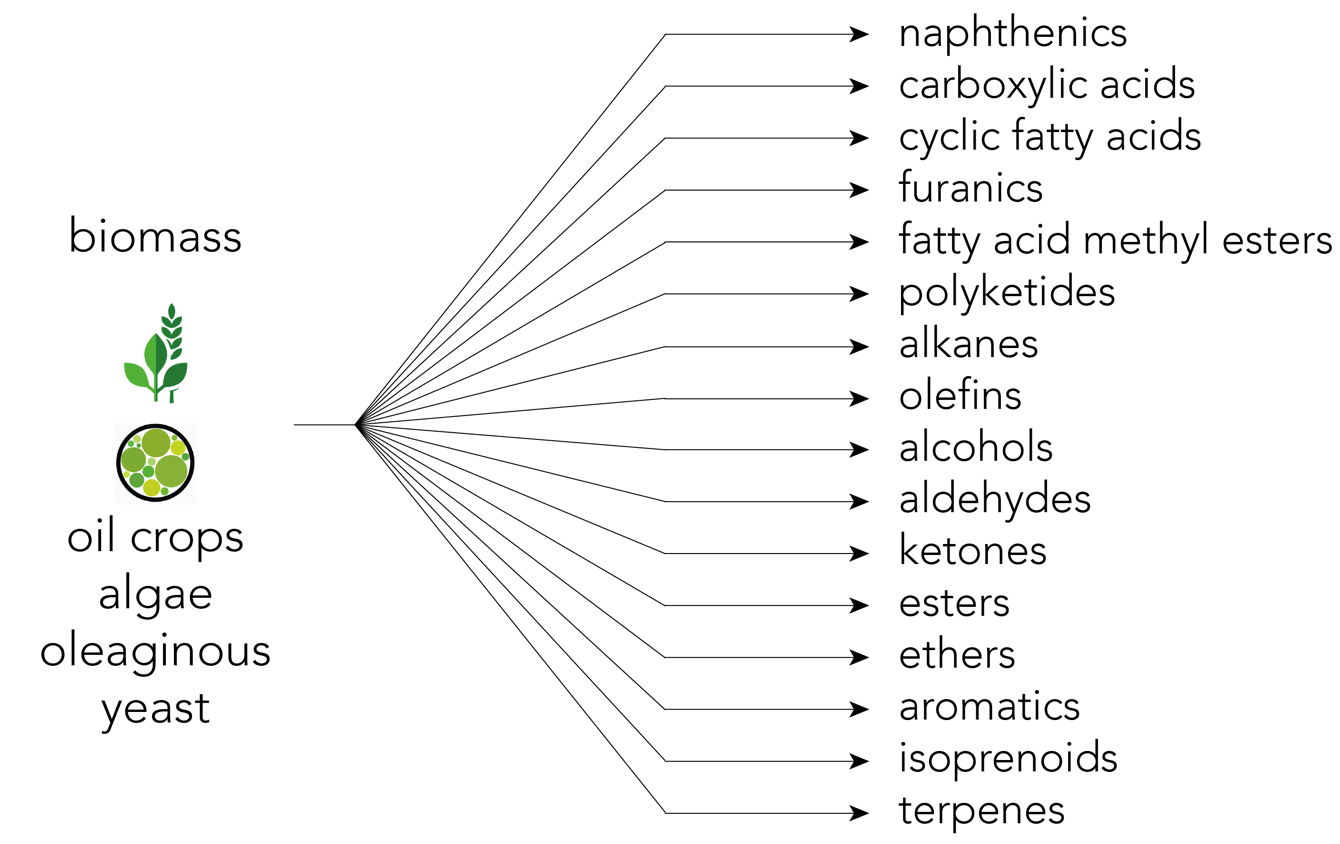 biomass
oil crops
algae
oleaginous
yeast
naphthenics
carboxylic acids
cyclic fatty acids
furanics
fatty acid methyl esters
polyketides
alkanes
olefins
alcohols
aldehydes
ketones
esters
ethers
aromatics
isoprenoids
terpenes